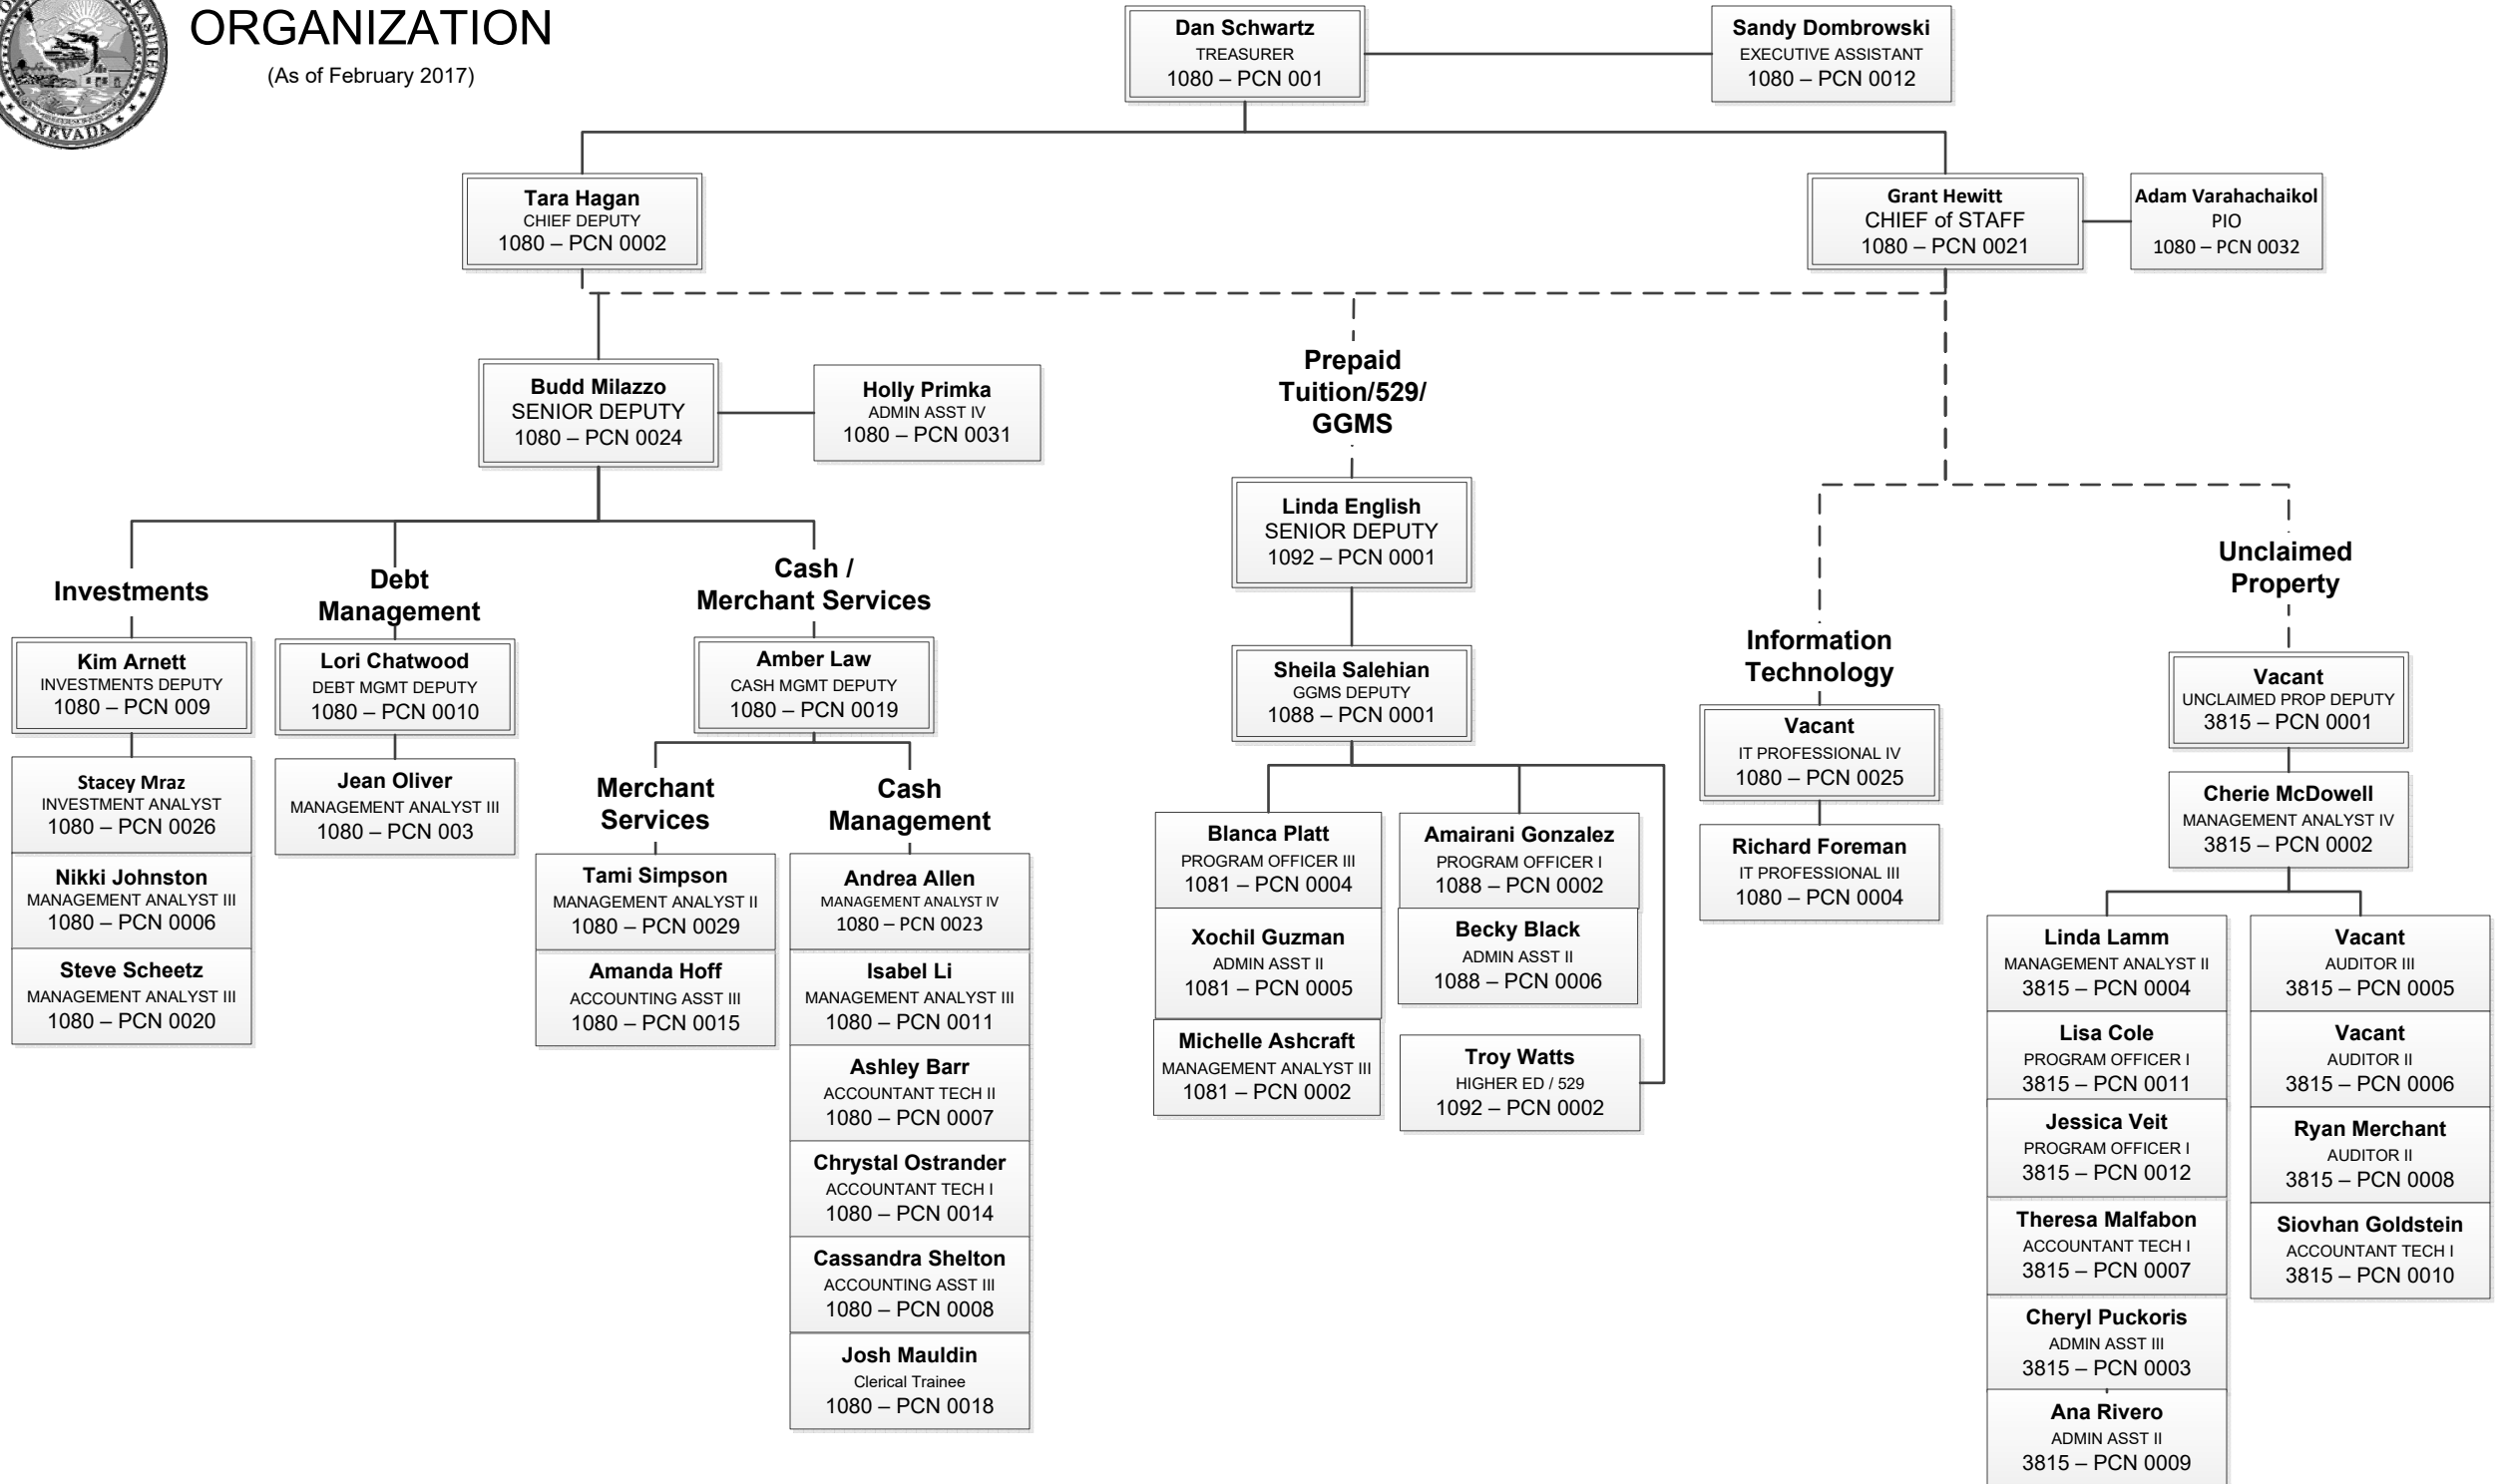 ORGANIZATION
(As of February 2017)
NEVADA
Dan Schwartz
TREASURER
1080 – PCN 001
Sandy Dombrowski
EXECUTIVE ASSISTANT
1080 – PCN 0012
Tara Hagan
CHIEF DEPUTY
1080 – PCN 0002
Grant Hewitt
CHIEF of STAFF
1080 – PCN 0021
Adam Varahachaikol
PIO
1080 – PCN 0032
Budd Milazzo
SENIOR DEPUTY
1080 – PCN 0024
Holly Primka
ADMIN ASST IV
1080 – PCN 0031
Investments
Kim Arnett
INVESTMENTS DEPUTY
1080 – PCN 009
Stacey Mraz
INVESTMENT ANALYST
1080 – PCN 0026
Nikki Johnston
MANAGEMENT ANALYST III
1080 – PCN 0006
Steve Scheetz
MANAGEMENT ANALYST III
1080 – PCN 0020
Debt
Management
Lori Chatwood
DEBT MGMT DEPUTY
1080 – PCN 0010
Jean Oliver
MANAGEMENT ANALYST III
1080 – PCN 003
Cash /
Merchant Services
Amber Law
CASH MGMT DEPUTY
1080 – PCN 0019
Merchant
Services
Tami Simpson
MANAGEMENT ANALYST II
1080 – PCN 0029
Amanda Hoff
ACCOUNTING ASST III
1080 – PCN 0015
Cash
Management
Andrea Allen
MANAGEMENT ANALYST IV
1080 – PCN 0023
Isabel Li
MANAGEMENT ANALYST III
1080 – PCN 0011
Ashley Barr
ACCOUNTANT TECH II
1080 – PCN 0007
Chrystal Ostrander
ACCOUNTANT TECH I
1080 – PCN 0014
Cassandra Shelton
ACCOUNTING ASST III
1080 – PCN 0008
Josh Mauldin
Clerical Trainee
1080 – PCN 0018
Prepaid
Tuition/529/
GGMS
Linda English
SENIOR DEPUTY
1092 – PCN 0001
Sheila Salehian
GGMS DEPUTY
1088 – PCN 0001
Blanca Platt
PROGRAM OFFICER III
1081 – PCN 0004
Xochil Guzman
ADMIN ASST II
1081 – PCN 0005
Michelle Ashcraft
MANAGEMENT ANALYST III
1081 – PCN 0002
Amairani Gonzalez
PROGRAM OFFICER I
1088 – PCN 0002
Becky Black
ADMIN ASST II
1088 – PCN 0006
Troy Watts
HIGHER ED / 529
1092 – PCN 0002
Information
Technology
Vacant
IT PROFESSIONAL IV
1080 – PCN 0025
Richard Foreman
IT PROFESSIONAL III
1080 – PCN 0004
Unclaimed
Property
Vacant
UNCLAIMED PROP DEPUTY
3815 – PCN 0001
Cherie McDowell
MANAGEMENT ANALYST IV
3815 – PCN 0002
Linda Lamm
MANAGEMENT ANALYST II
3815 – PCN 0004
Lisa Cole
PROGRAM OFFICER I
3815 – PCN 0011
Jessica Veit
PROGRAM OFFICER I
3815 – PCN 0012
Theresa Malfabon
ACCOUNTANT TECH I
3815 – PCN 0007
Cheryl Puckoris
ADMIN ASST III
3815 – PCN 0003
Ana Rivero
ADMIN ASST II
3815 – PCN 0009
Vacant
AUDITOR III
3815 – PCN 0005
Vacant
AUDITOR II
3815 – PCN 0006
Ryan Merchant
AUDITOR II
3815 – PCN 0008
Siovhan Goldstein
ACCOUNTANT TECH I
3815 – PCN 0010